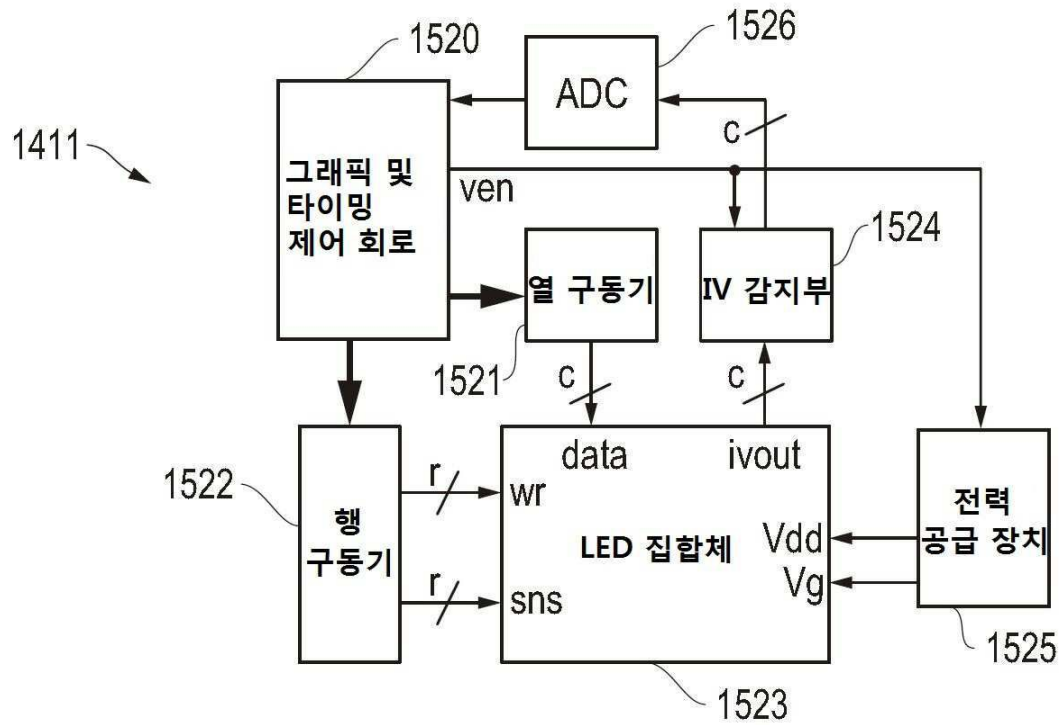 1520
1526
1411
ADC
c
그래픽 및
타이밍
제어 회로
ven
1524
열 구동기
IV 감지부
1521
c
c
1522
행
구동기
r
wr
r
sns
data
ivout
LED 집합체
Vdd
Vg
전력
공급 장치
1525
1523